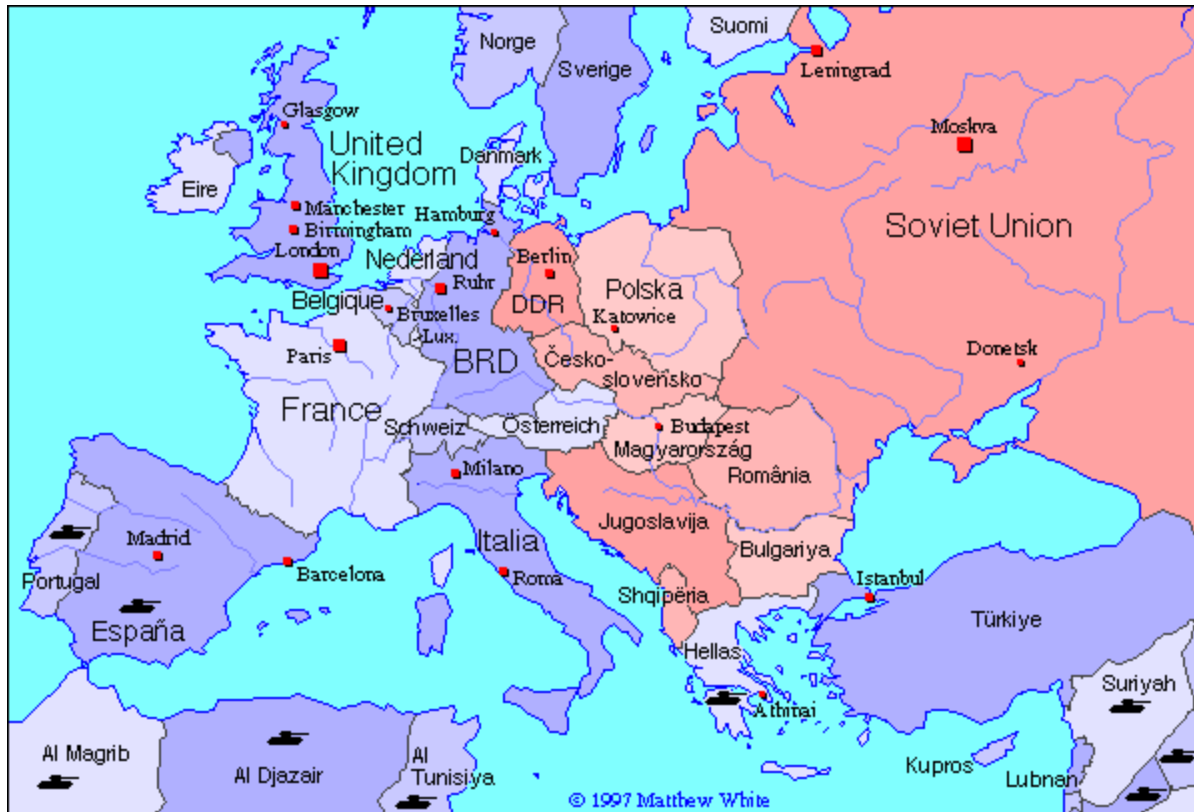 Norge
Suomi
Sverige
Leningrad
Glasgow
Moskva
United
Kingdom
Danmark
Eire
Manchester
Hamburg
Birmingham
Soviet Union
London
Nederland
Berlin
Ruhr
Polska
Belgique
DDR
Bruxelles
Katowice
Lux.
Paris
BRD
Česko-
slovensko
Donetsk
France
Schweiz
Österreich
Budapest
Magyarország
Milano
România
Jugoslavija
Madrid
Italia
Bulgariya
Portugal
Barcelona
Roma
Shqipëria
Istanbul
España
Türkiye
Hellas
Suriyah
Athinai
Al Magrib
Al Djazair
Al
Tunisiya
Kupros
Lubnan
© 1997 Matthew White